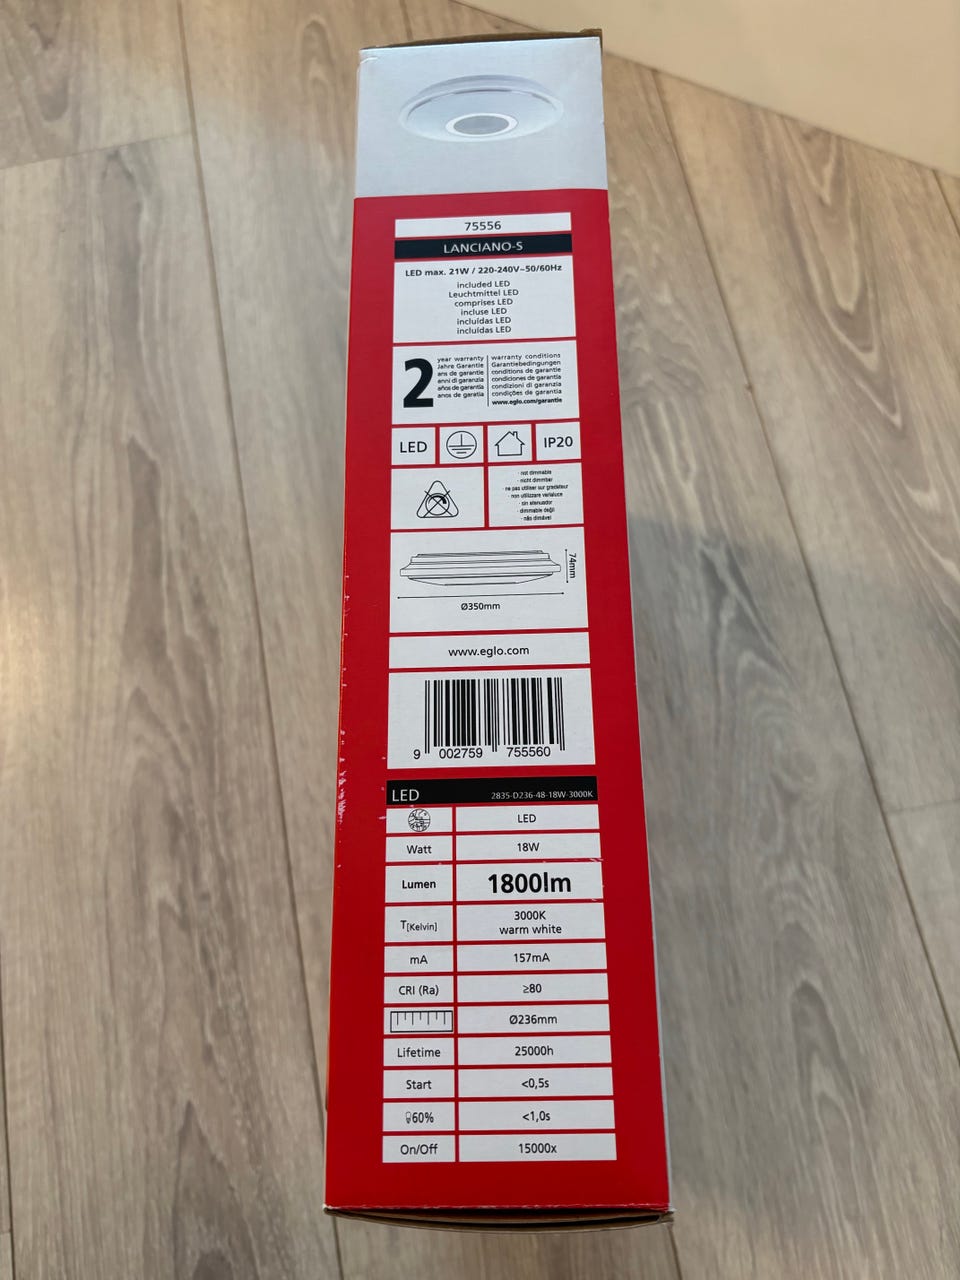 75556
LANCIANO-S
LED max. 21W / 220-240V~50/60Hz
included LED
Leuchtmittel LED
comprises LED
incluse LED
incluídas LED
incluídas LED
2
year warranty
Jahre Garantie
ans de garantie
anni di garanzia
años de garantía
anos de garatia
warranty conditions
Garantiebedingungen
conditions de garantie
condiciones de garantía
condizioni di garanzia
condições de garantia
www.eglo.com/garantie
LED
IP20
· not dimmable
· nicht dimmbar
· ne pas utiliser sur gradateur
· non utilizzare varialuce
· sin atenuador
· dimmable değil
· não dimável
74mm
Ø350mm
www.eglo.com
9 002759 755560
LED 2835-D236-48-18W-3000K
LED
Watt 18W
Lumen 1800lm
T[Kelvin] 3000K
warm white
mA 157mA
CRI (Ra) ≥80
Ø236mm
Lifetime 25000h
Start <0,5s
60% <1,0s
On/Off 15000x